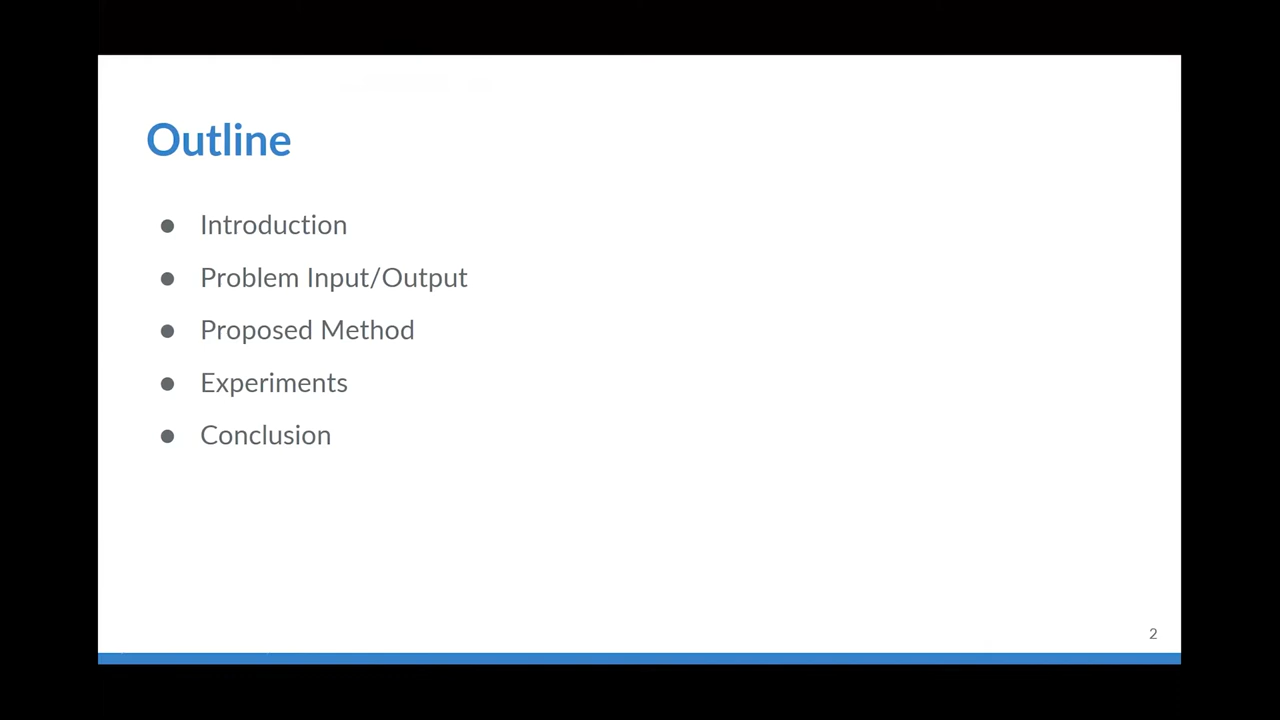 Outline
● Introduction
● Problem Input/Output
● Proposed Method
● Experiments
● Conclusion
2